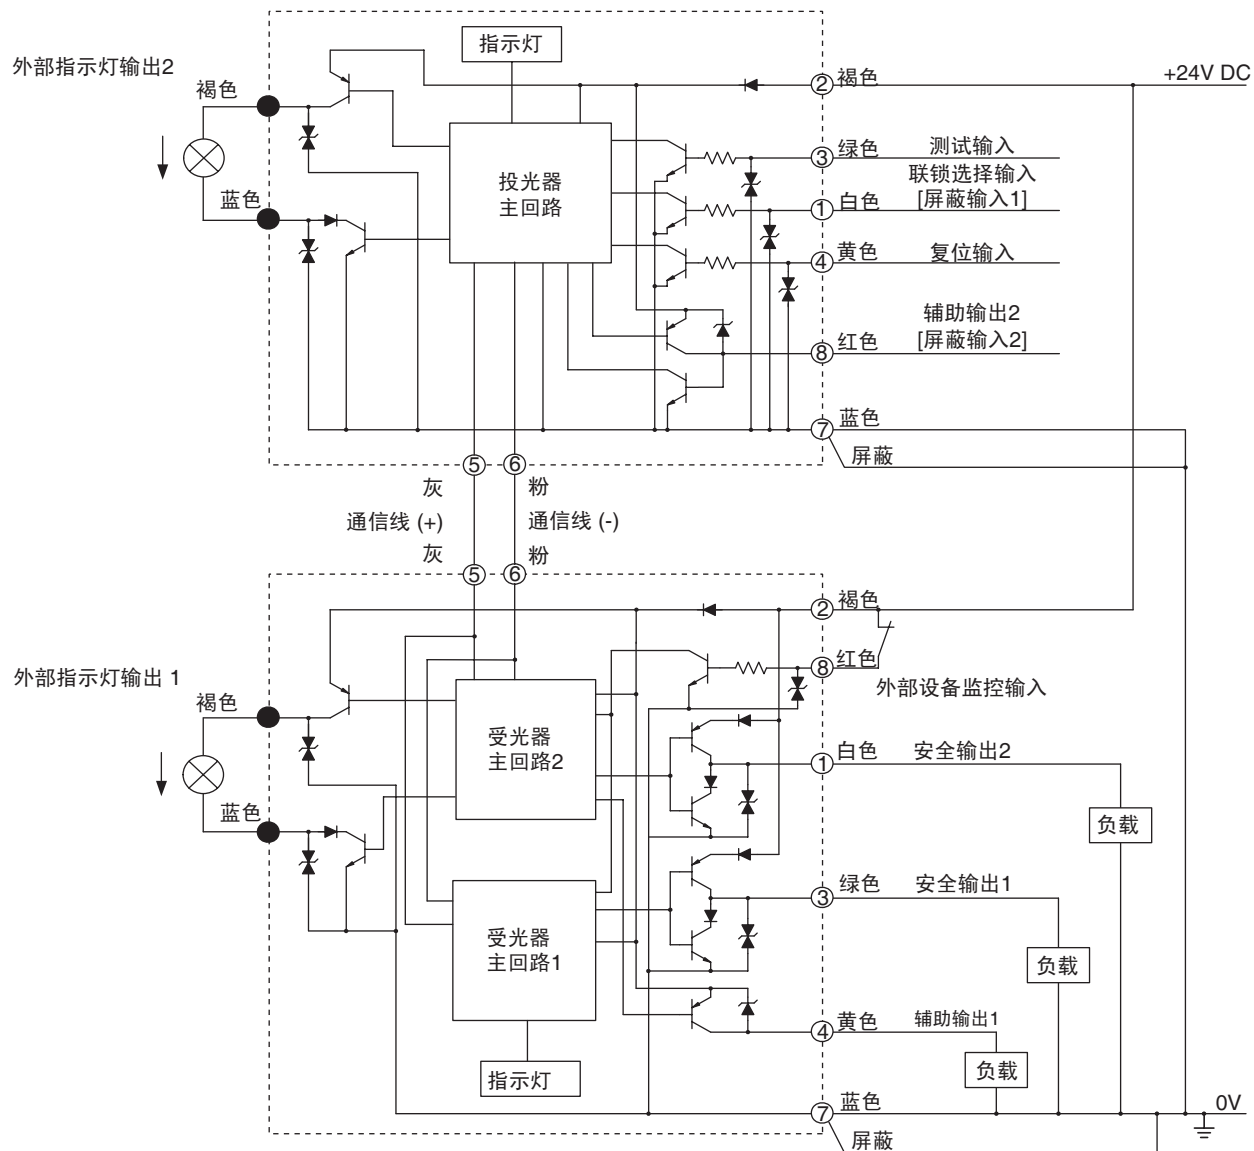 指示灯
外部指示灯输出2
褐色
蓝色
投光器
主回路
② 褐色
+24V DC
③ 绿色 测试输入
联锁选择输入
① 白色 [屏蔽输入1]
④ 黄色 复位输入
辅助输出2
⑧ 红色 [屏蔽输入2]
⑦ 蓝色
屏蔽
⑤ ⑥
灰 粉
通信线 (+) 通信线 (-)
灰 粉
⑤ ⑥
② 褐色
⑧ 红色
外部设备监控输入
外部指示灯输出 1
褐色
蓝色
受光器
主回路2
① 白色 安全输出2
负载
受光器
主回路1
③ 绿色 安全输出1
负载
④ 黄色 辅助输出1
负载
指示灯
⑦ 蓝色
0V
屏蔽